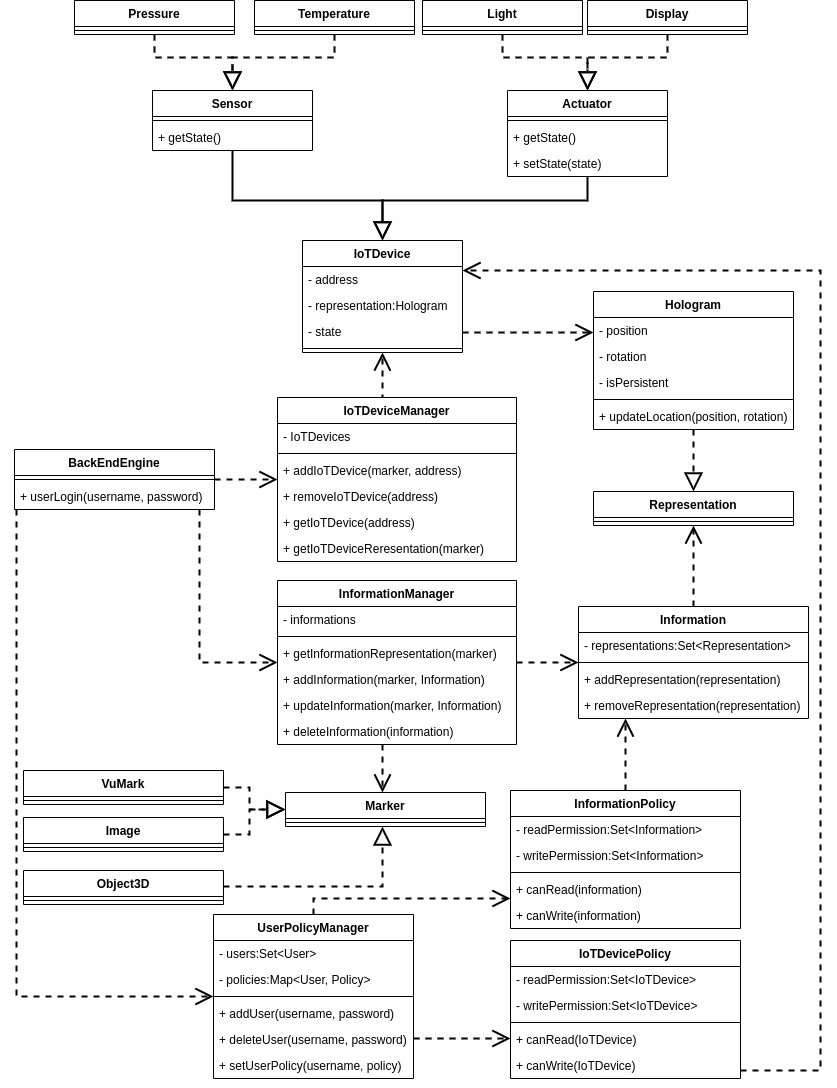 Pressure
Temperature
Light
Display
Sensor
+ getState()
Actuator
+ getState()
+ setState(state)
IoTDevice
- address
- representation:Hologram
- state
Hologram
- position
- rotation
- isPersistent
+ updateLocation(position, rotation)
IoTDeviceManager
- IoTDevices
+ addIoTDevice(marker, address)
+ removeIoTDevice(address)
+ getIoTDevice(address)
+ getIoTDeviceReresentation(marker)
BackEndEngine
+ userLogin(username, password)
Representation
InformationManager
- informations
+ getInformationRepresentation(marker)
+ addInformation(marker, Information)
+ updateInformation(marker, Information)
+ deleteInformation(information)
Information
- representations:Set<Representation>
+ addRepresentation(representation)
+ removeRepresentation(representation)
VuMark
Image
Object3D
Marker
InformationPolicy
- readPermission:Set<Information>
- writePermission:Set<Information>
+ canRead(information)
+ canWrite(information)
UserPolicyManager
- users:Set<User>
- policies:Map<User, Policy>
+ addUser(username, password)
+ deleteUser(username, password)
+ setUserPolicy(username, policy)
IoTDevicePolicy
- readPermission:Set<IoTDevice>
- writePermission:Set<IoTDevice>
+ canRead(IoTDevice)
+ canWrite(IoTDevice)